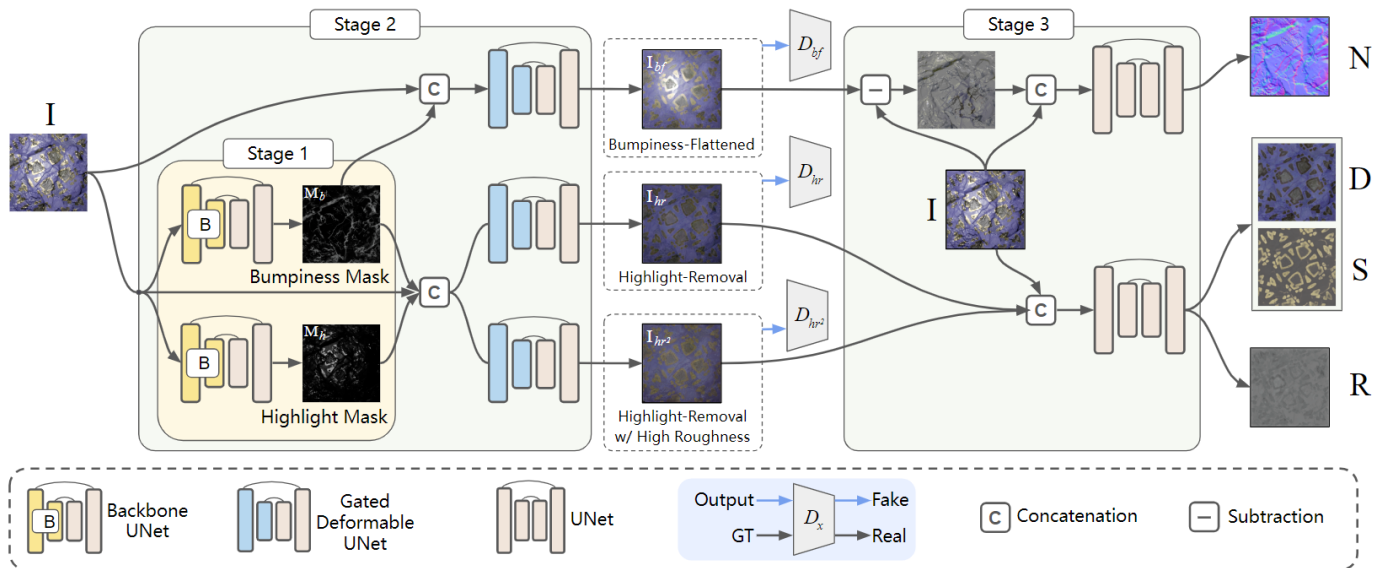 Stage 2
Stage 3
I
Stage 1
B
M_b
Bumpiness Mask
B
M_h
Highlight Mask
C
C
I_bf
Bumpiness-Flattened
I_hr
Highlight-Removal
I_hr²
Highlight-Removal
w/ High Roughness
D_bf
D_hr
D_hr²
−
C
I
C
N
D
S
R
B
Backbone
UNet
Gated
Deformable
UNet
UNet
Output
GT
D_x
Fake
Real
C
Concatenation
−
Subtraction